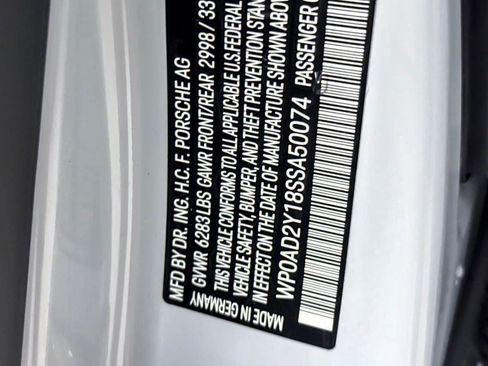 MFD BY DR. ING. H.C. F. PORSCHE AG
GVWR 6283 LBS GAWR FRONT/REAR 2998 / 33
THIS VEHICLE CONFORMS TO ALL APPLICABLE U.S. FEDERAL
VEHICLE SAFETY, BUMPER, AND THEFT PREVENTION STAN
IN EFFECT ON THE DATE OF MANUFACTURE SHOWN ABOV
WP0AD2Y18SSA50074 PASSENGER
MADE IN GERMANY